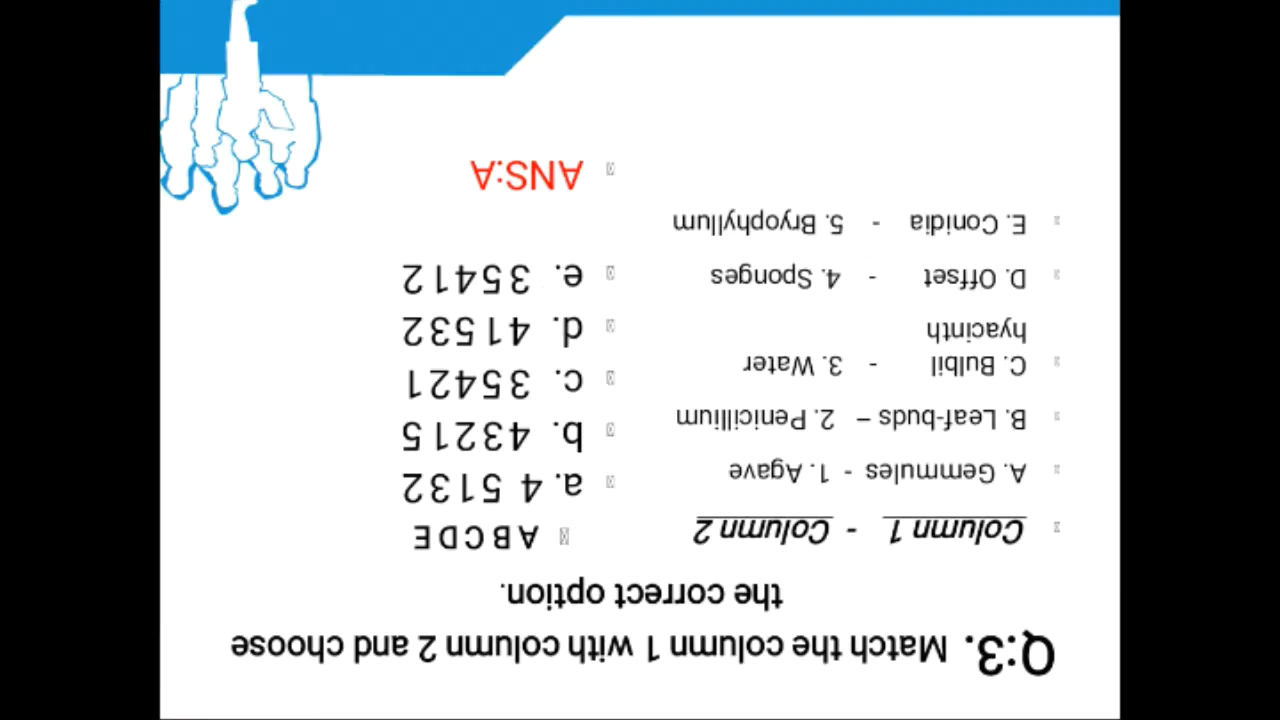 Q:3. Match the column 1 with column 2 and choose
the correct option.
Column 1 - Column 2
A. Gemmules - 1. Agave
B. Leaf-buds – 2. Penicillium
C. Bulbil - 3. Water
hyacinth
D. Offset - 4. Sponges
E. Conidia - 5. Bryophyllum
A B C D E
a. 4 5 1 3 2
b. 4 3 2 1 5
c. 3 5 4 2 1
d. 4 1 5 3 2
e. 3 5 4 1 2
ANS:A